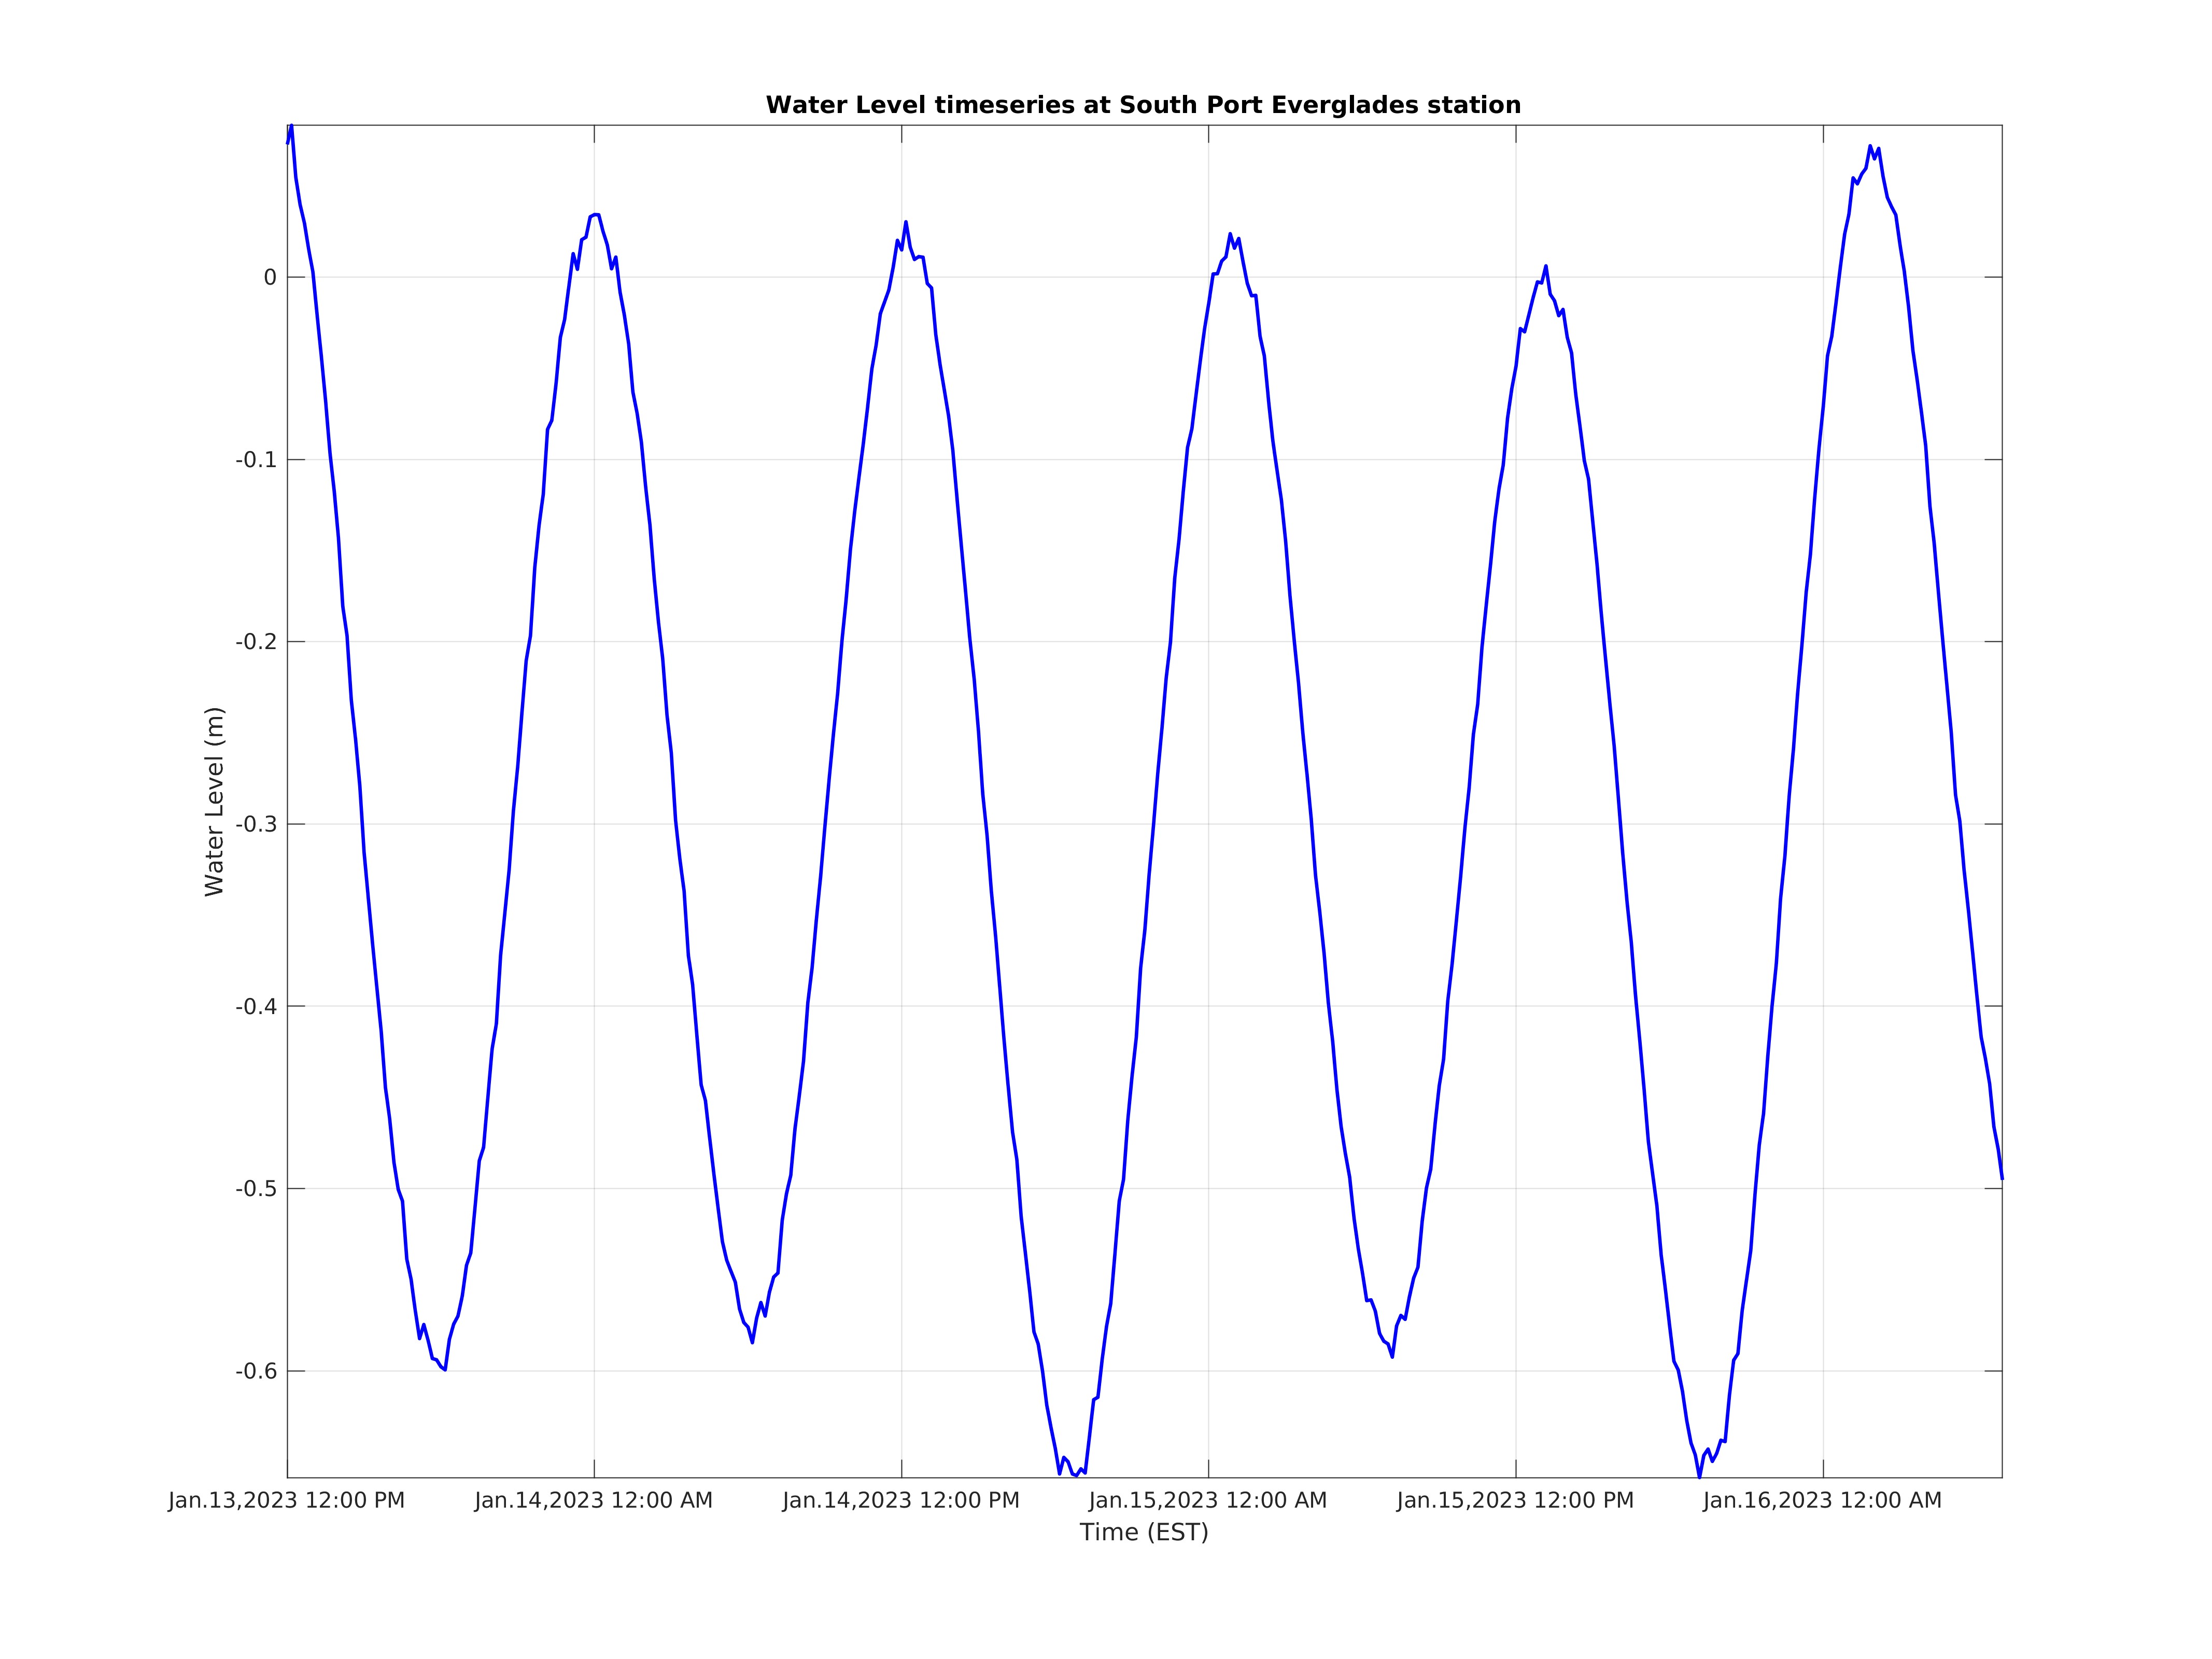 Water Level timeseries at South Port Everglades station
0
-0.1
-0.2
-0.3
-0.4
-0.5
-0.6
Water Level (m)
Jan.13,2023 12:00 PM
Jan.14,2023 12:00 AM
Jan.14,2023 12:00 PM
Jan.15,2023 12:00 AM
Jan.15,2023 12:00 PM
Jan.16,2023 12:00 AM
Time (EST)